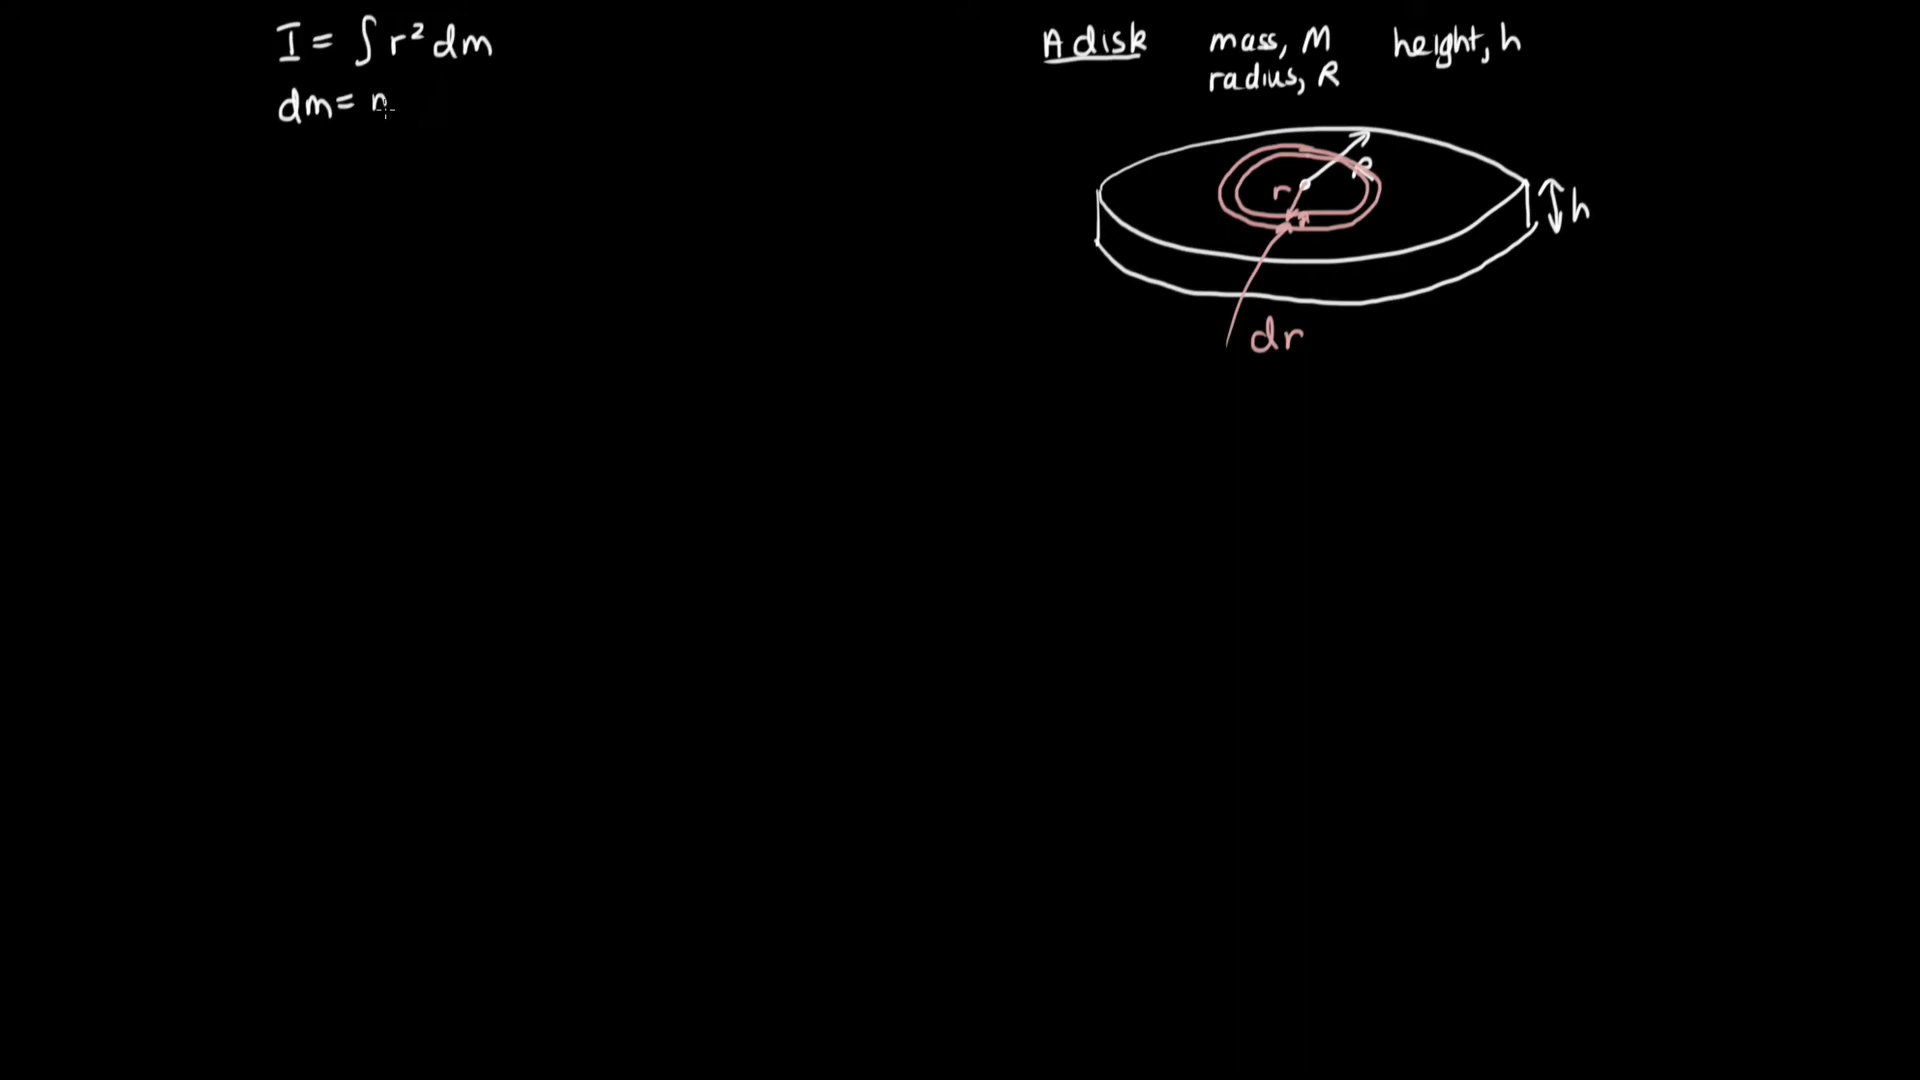 I = ∫ r² dm
dm = n
A disk
mass, M
radius, R
height, h
R
r
h
dr